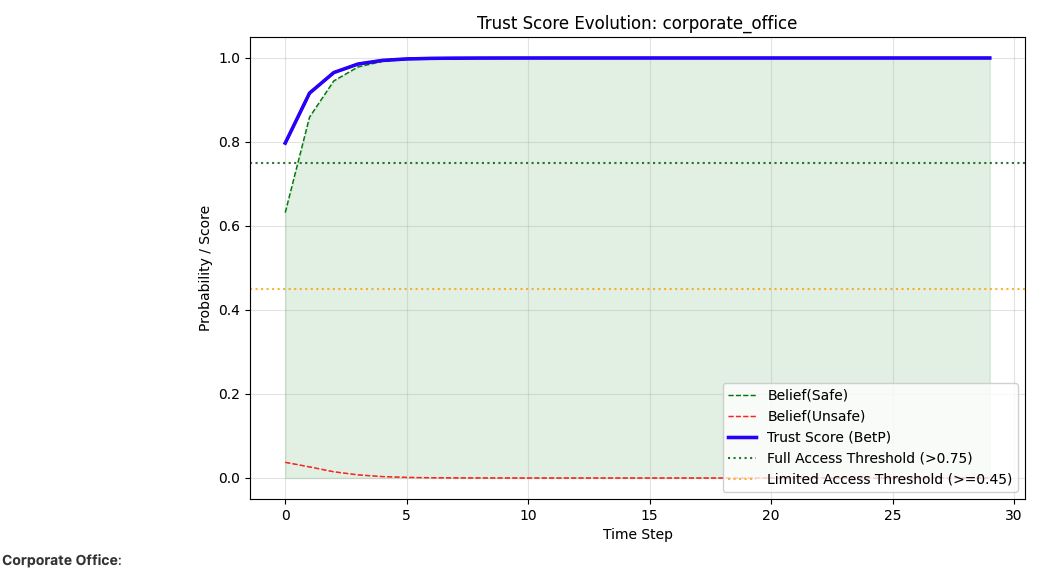 Trust Score Evolution: corporate_office
Probability / Score
1.0
0.8
0.6
0.4
0.2
0.0
Belief(Safe)
Belief(Unsafe)
Trust Score (BetP)
Full Access Threshold (>0.75)
Limited Access Threshold (>=0.45)
0 5 10 15 20 25 30
Time Step
Corporate Office: